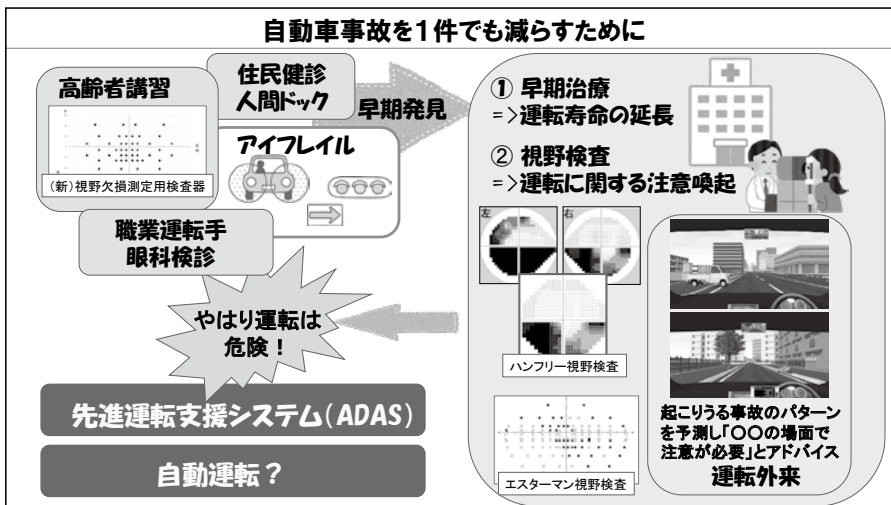 自動車事故を1件でも減らすために
高齢者講習
(新)視野欠損測定用検査器
住民健診
人間ドック
早期発見
アイフレイル
職業運転手
眼科検診
やはり運転は
危険！
先進運転支援システム(ADAS)
自動運転？
① 早期治療
=>運転寿命の延長
② 視野検査
=>運転に関する注意喚起
左
右
ハンフリー視野検査
エスターマン視野検査
起こりうる事故のパターン
を予測し「〇〇の場面で
注意が必要」とアドバイス
運転外来